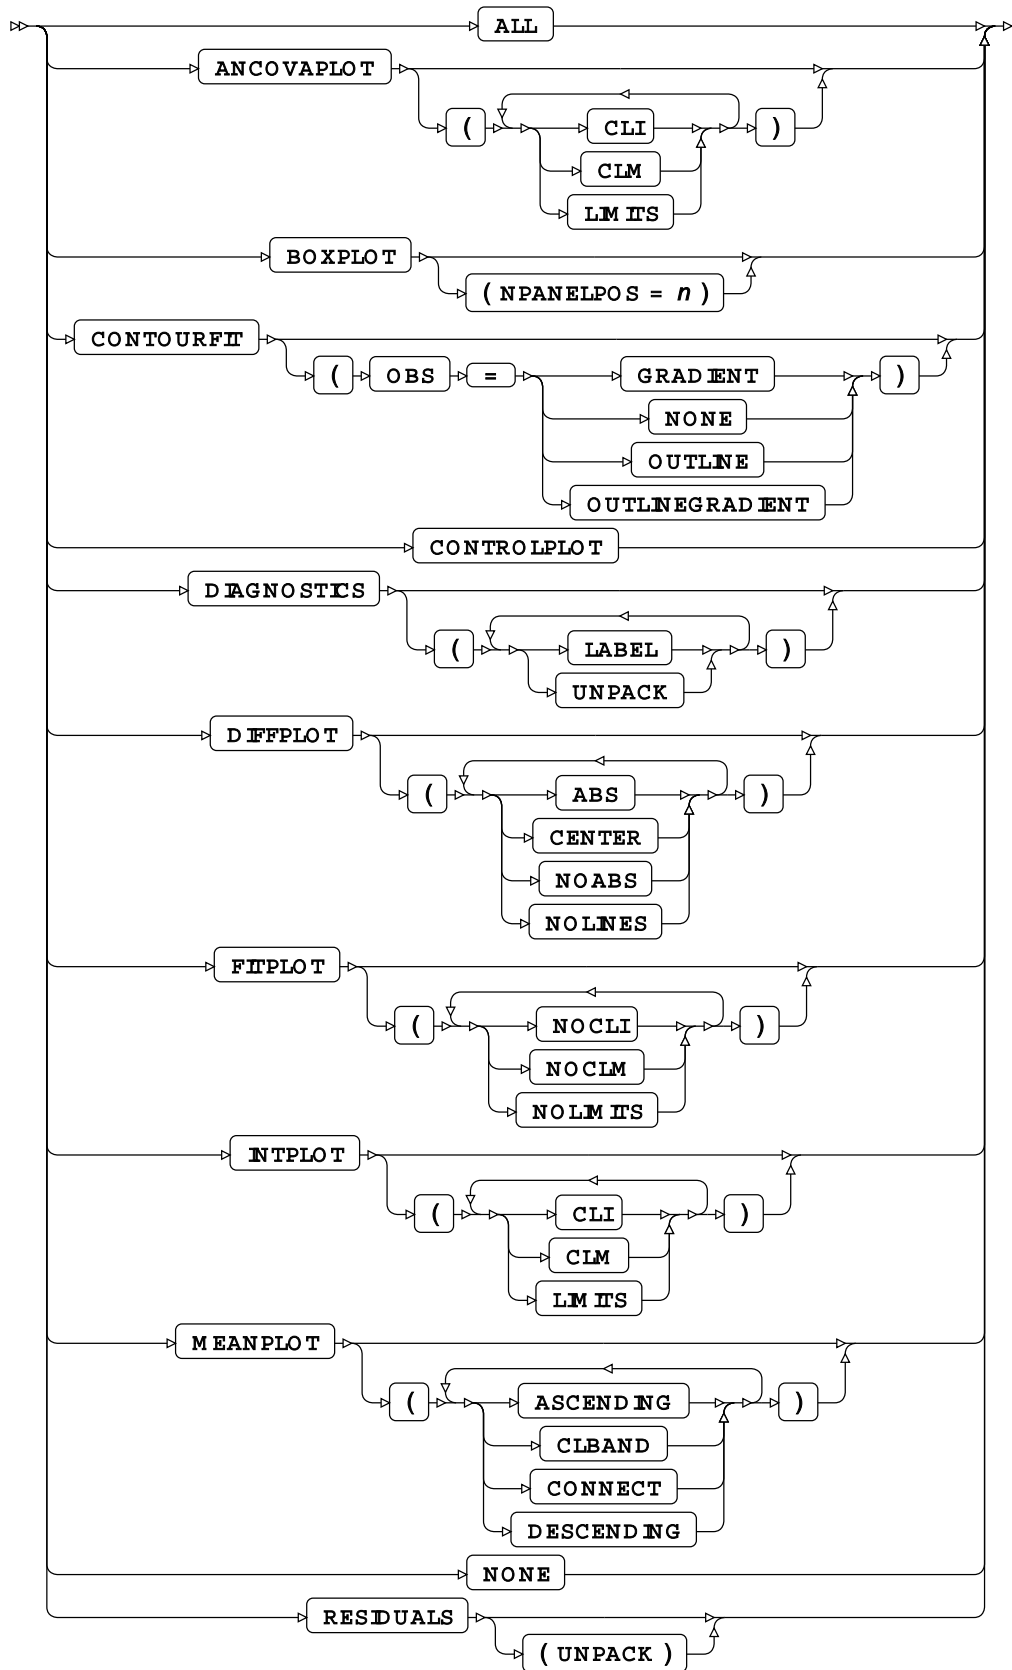 ALL
ANCOVAPLOT
( CLI )
CLM
LIMITS
BOXPLOT
( NPANELPOS = n )
CONTOURFIT
( OBS = GRADIENT )
NONE
OUTLINE
OUTLINEGRADIENT
CONTROLPLOT
DIAGNOSTICS
( LABEL )
UNPACK
DIFFPLOT
( ABS )
CENTER
NOABS
NOLINES
FITPLOT
( NOCLI )
NOCLM
NOLIMITS
INTPLOT
( CLI )
CLM
LIMITS
MEANPLOT
( ASCENDING )
CLBAND
CONNECT
DESCENDING
NONE
RESIDUALS
( UNPACK )